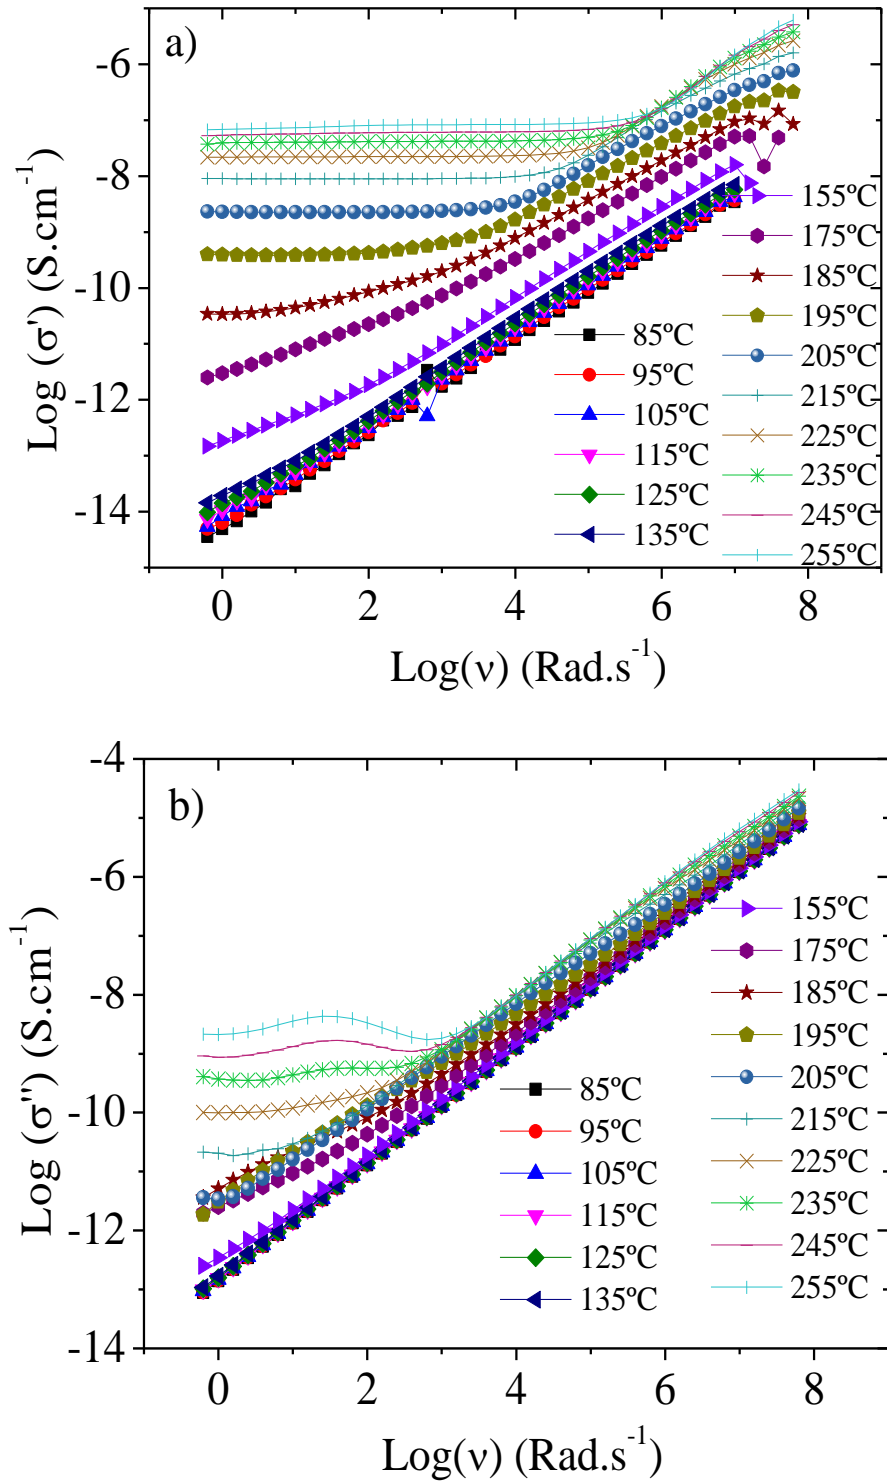 a)
-6
-8
-10
-12
-14
Log (σ') (S.cm⁻¹)
155ºC
175ºC
185ºC
195ºC
205ºC
215ºC
225ºC
235ºC
245ºC
255ºC
85ºC
95ºC
105ºC
115ºC
125ºC
135ºC
0 2 4 6 8
Log(ν) (Rad.s⁻¹)
b)
-4
-6
-8
-10
-12
-14
Log (σ'') (S.cm⁻¹)
155ºC
175ºC
185ºC
195ºC
205ºC
215ºC
225ºC
235ºC
245ºC
255ºC
85ºC
95ºC
105ºC
115ºC
125ºC
135ºC
0 2 4 6 8
Log(ν) (Rad.s⁻¹)